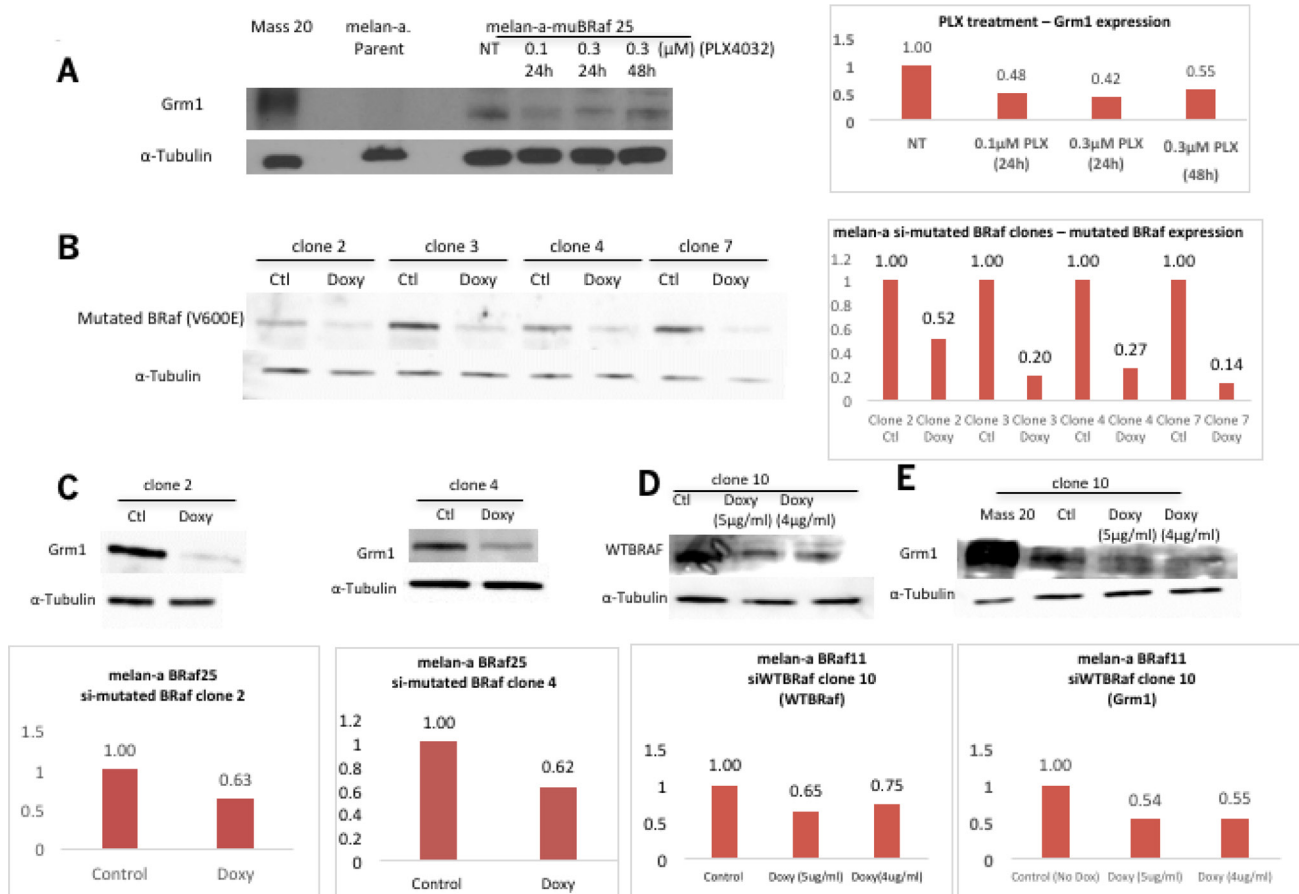 A
Mass 20
melan-a.
Parent
melan-a-muBRaf 25
NT 0.1 0.3 0.3 (µM) (PLX4032)
24h 24h 48h
Grm1
α-Tubulin
PLX treatment – Grm1 expression
1.5
1
0.5
0
1.00
0.48
0.42
0.55
NT
0.1µM PLX
(24h)
0.3µM PLX
(24h)
0.3µM PLX
(48h)
B
clone 2 clone 3 clone 4 clone 7
Ctl Doxy Ctl Doxy Ctl Doxy Ctl Doxy
Mutated BRaf (V600E)
α-Tubulin
melan-a si-mutated BRaf clones – mutated BRaf expression
1.2
1
0.8
0.6
0.4
0.2
0
1.00
0.52
1.00
0.20
1.00
0.27
1.00
0.14
Clone 2 Clone 2 Clone 3 Clone 3 Clone 4 Clone 4 Clone 7 Clone 7
Ctl Doxy Ctl Doxy Ctl Doxy Ctl Doxy
C
clone 2
Ctl Doxy
Grm1
α-Tubulin
clone 4
Ctl Doxy
Grm1
α-Tubulin
D
clone 10
Ctl Doxy Doxy
(5µg/ml) (4µg/ml)
WTBRAF
α-Tubulin
E
clone 10
Mass 20 Ctl Doxy Doxy
(5µg/ml) (4µg/ml)
Grm1
α-Tubulin
melan-a BRaf25
si-mutated BRaf clone 2
1.5
1
0.5
0
1.00
0.63
Control Doxy
melan-a BRaf25
si-mutated BRaf clone 4
1.2
1
0.8
0.6
0.4
0.2
0
1.00
0.62
Control Doxy
melan-a BRaf11
siWTBRaf clone 10
(WTBRaf)
1.5
1
0.5
0
1.00
0.65
0.75
Control Doxy (5ug/ml) Doxy(4ug/ml)
melan-a BRaf11
siWTBRaf clone 10
(Grm1)
1.5
1
0.5
0
1.00
0.54
0.55
Control (No Dox) Doxy (5ug/ml) Doxy (4ug/ml)